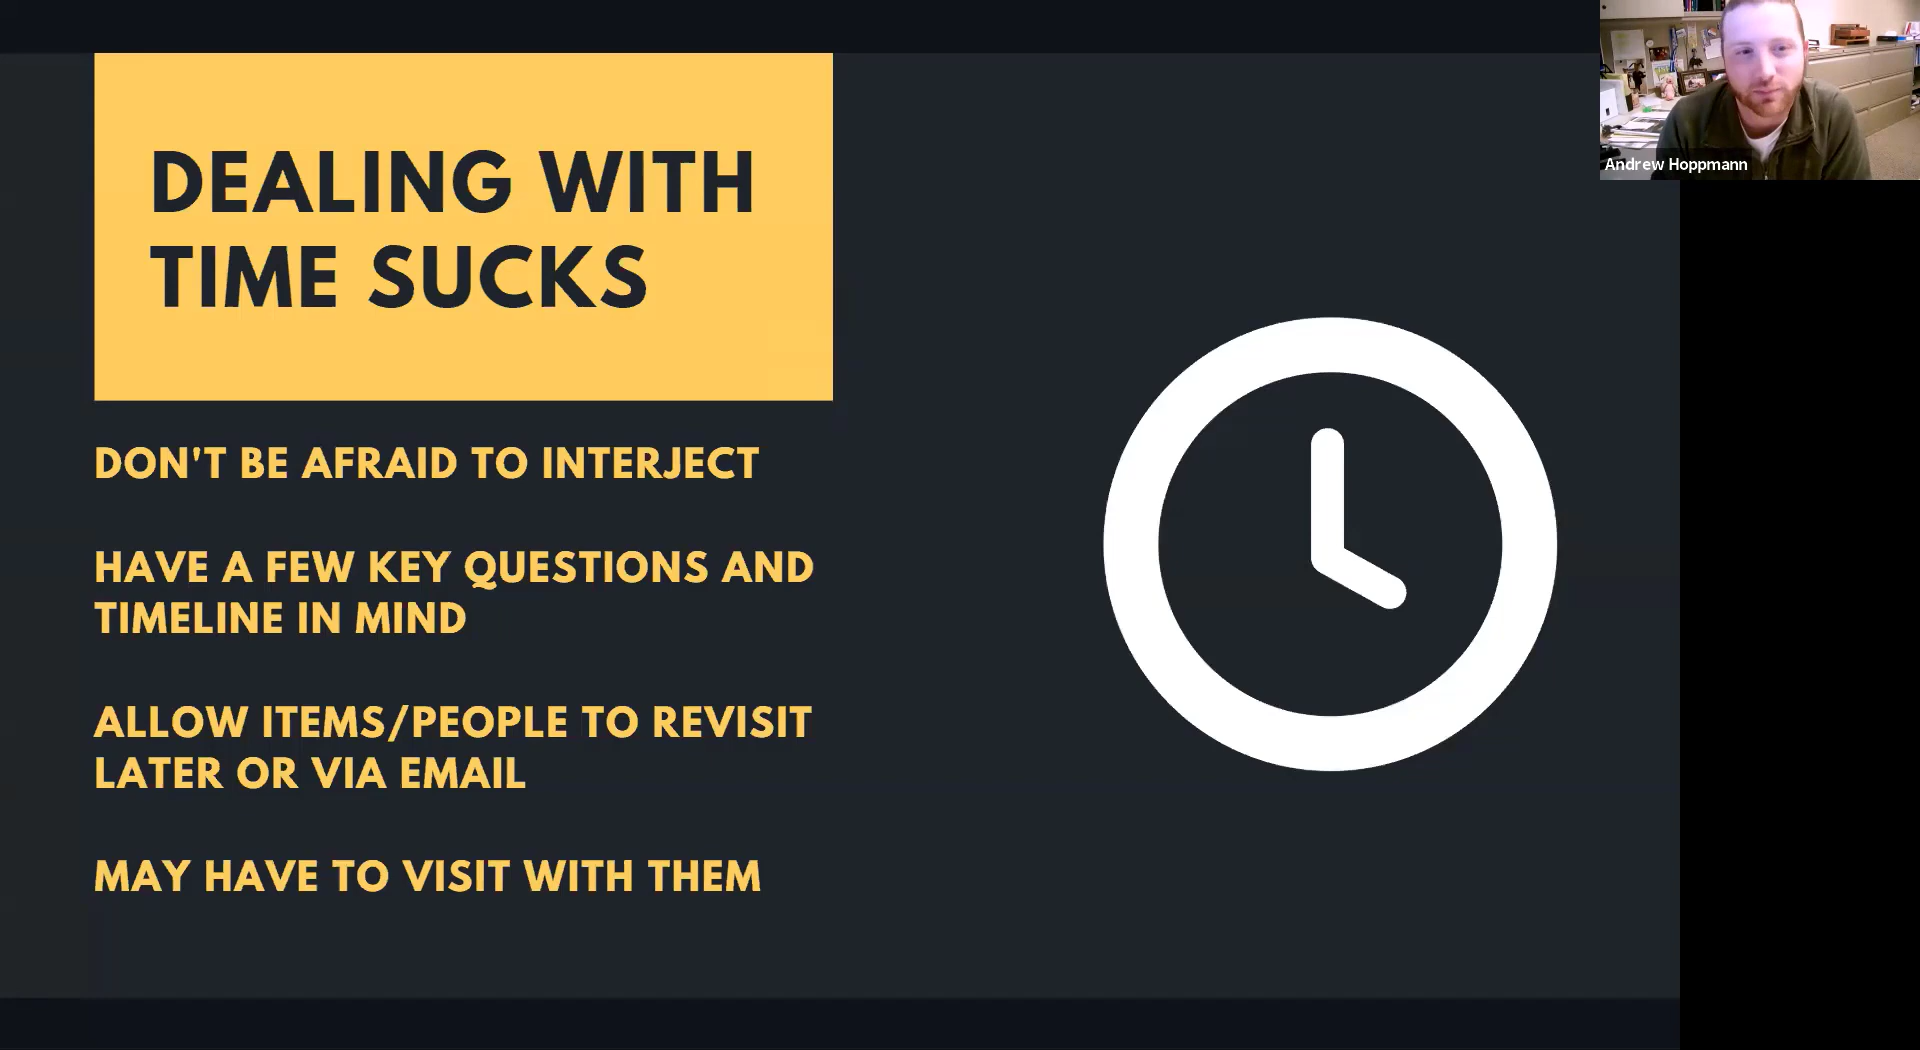 DEALING WITH
TIME SUCKS
DON'T BE AFRAID TO INTERJECT
HAVE A FEW KEY QUESTIONS AND
TIMELINE IN MIND
ALLOW ITEMS/PEOPLE TO REVISIT
LATER OR VIA EMAIL
MAY HAVE TO VISIT WITH THEM
Andrew Hoppmann